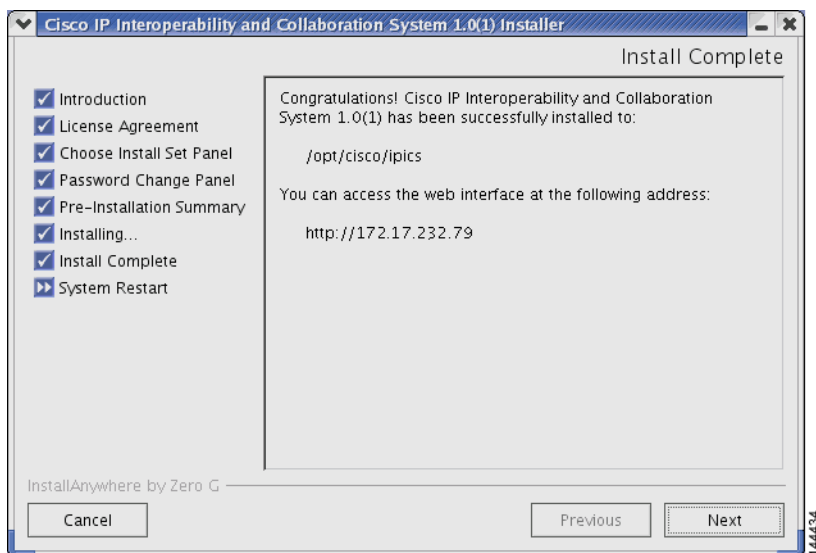 Cisco IP Interoperability and Collaboration System 1.0(1) Installer
Install Complete
Introduction
License Agreement
Choose Install Set Panel
Password Change Panel
Pre-Installation Summary
Installing...
Install Complete
System Restart
Congratulations! Cisco IP Interoperability and Collaboration
System 1.0(1) has been successfully installed to:
/opt/cisco/ipics
You can access the web interface at the following address:
http://172.17.232.79
InstallAnywhere by Zero G
Cancel
Previous
Next
44434